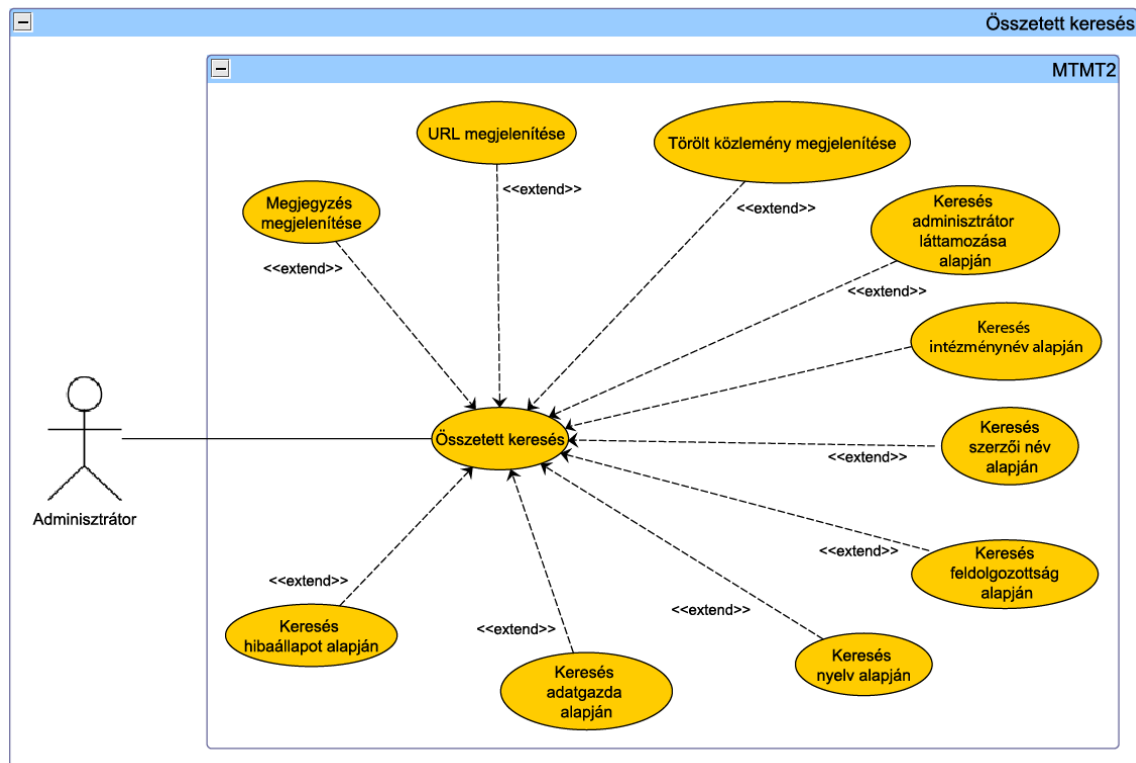 Összetett keresés
MTMT2
URL megjelenítése
Törölt közlemény megjelenítése
<<extend>>
<<extend>>
Megjegyzés
megjelenítése
<<extend>>
Keresés
adminisztrátor
láttamozása
alapján
<<extend>>
Keresés
intézménynév alapján
Összetett keresés
Keresés
szerzői név
alapján
<<extend>>
Adminisztrátor
<<extend>>
Keresés
feldolgozottság
alapján
<<extend>>
Keresés
hibaállapot alapján
<<extend>>
Keresés
adatgazda
alapján
<<extend>>
Keresés
nyelv alapján